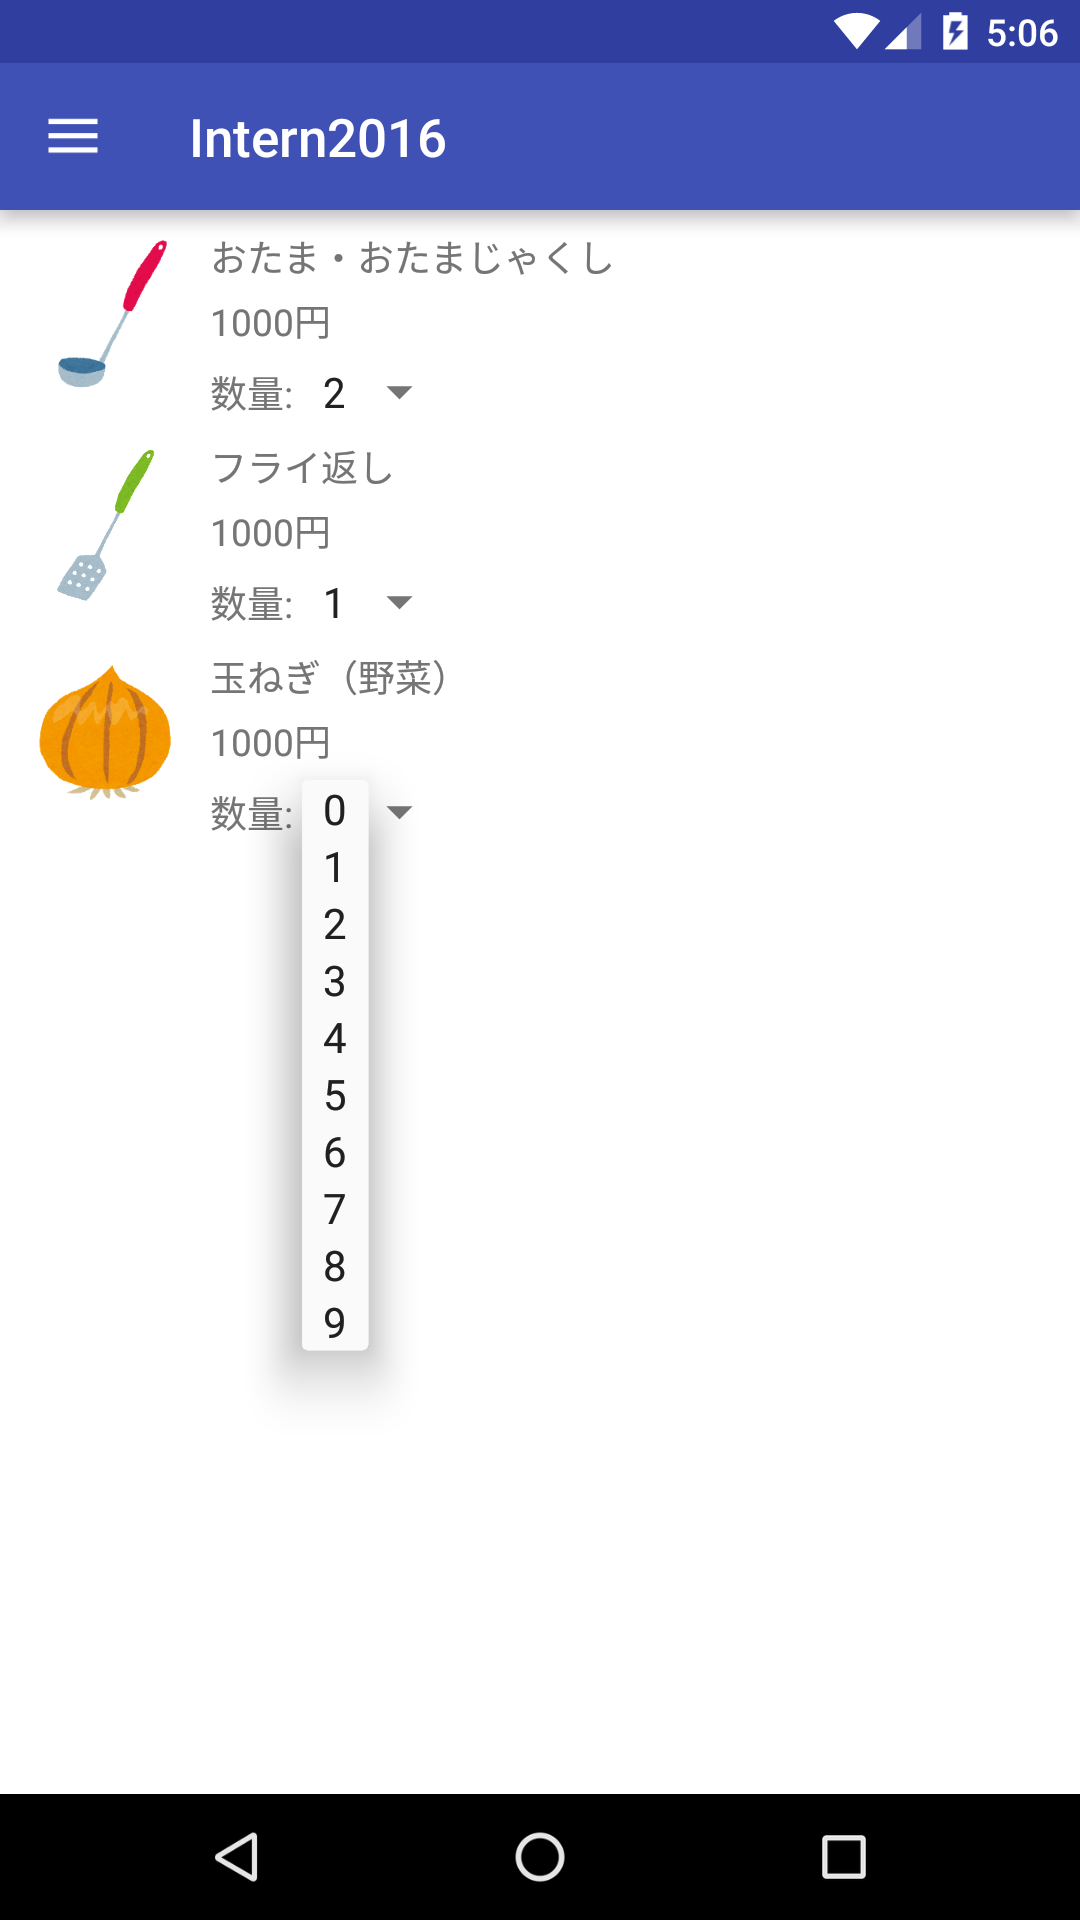 5:06
Intern2016
おたま・おたまじゃくし
1000円
数量: 2
フライ返し
1000円
数量: 1
玉ねぎ（野菜）
1000円
数量: 0
1
2
3
4
5
6
7
8
9